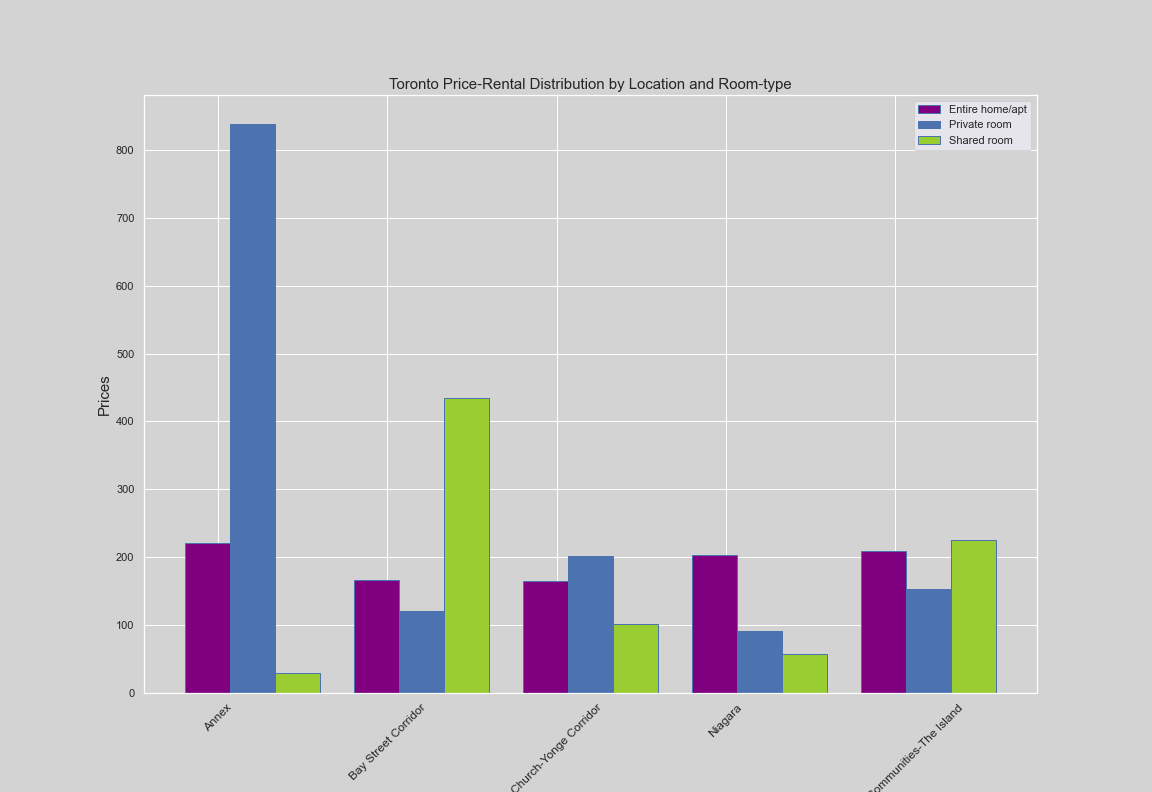 Toronto Price-Rental Distribution by Location and Room-type
Entire home/apt
Private room
Shared room
Prices
800
700
600
500
400
300
200
100
0
Annex
Bay Street Corridor
Church-Yonge Corridor
Niagara
Communities-The Island